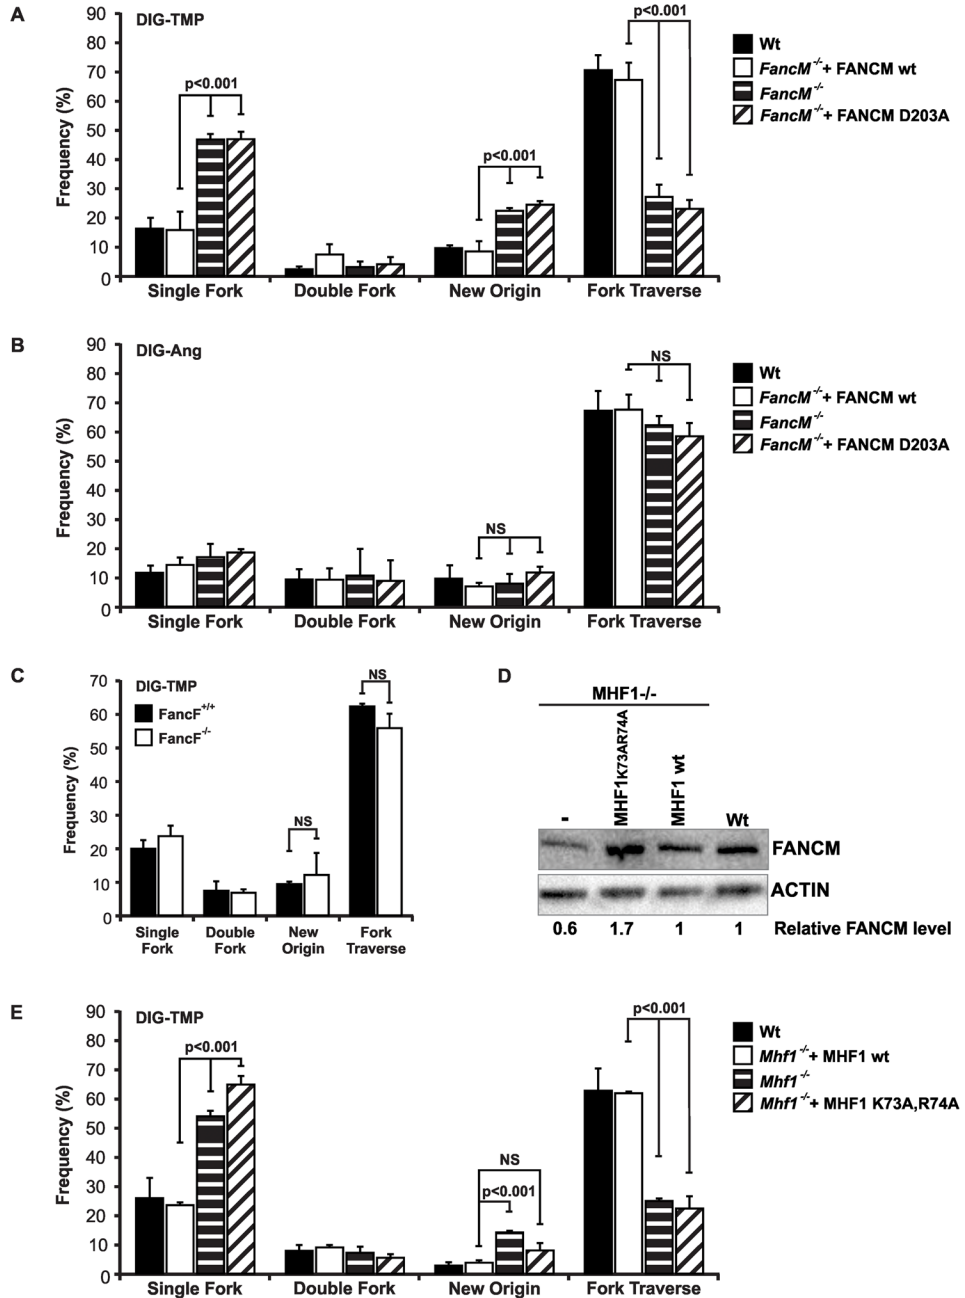 A
DIG-TMP
Frequency (%)
90
80
70
60
50
40
30
20
10
0
p<0.001
p<0.001
p<0.001
Single Fork
Double Fork
New Origin
Fork Traverse
Wt
FancM-/-+ FANCM wt
FancM-/-
FancM-/-+ FANCM D203A
B
DIG-Ang
Frequency (%)
90
80
70
60
50
40
30
20
10
0
NS
NS
Single Fork
Double Fork
New Origin
Fork Traverse
Wt
FancM-/-+ FANCM wt
FancM-/-
FancM-/-+ FANCM D203A
C
DIG-TMP
FancF+/+
FancF-/-
Frequency (%)
70
60
50
40
30
20
10
0
NS
NS
Single
Fork
Double
Fork
New
Origin
Fork
Traverse
D
MHF1-/-
-
MHF1K73AR74A
MHF1 wt
Wt
FANCM
ACTIN
0.6 1.7 1 1 Relative FANCM level
E
DIG-TMP
Frequency (%)
90
80
70
60
50
40
30
20
10
0
p<0.001
NS
p<0.001
p<0.001
Single Fork
Double Fork
New Origin
Fork Traverse
Wt
Mhf1-/-+ MHF1 wt
Mhf1-/-
Mhf1-/-+ MHF1 K73A,R74A